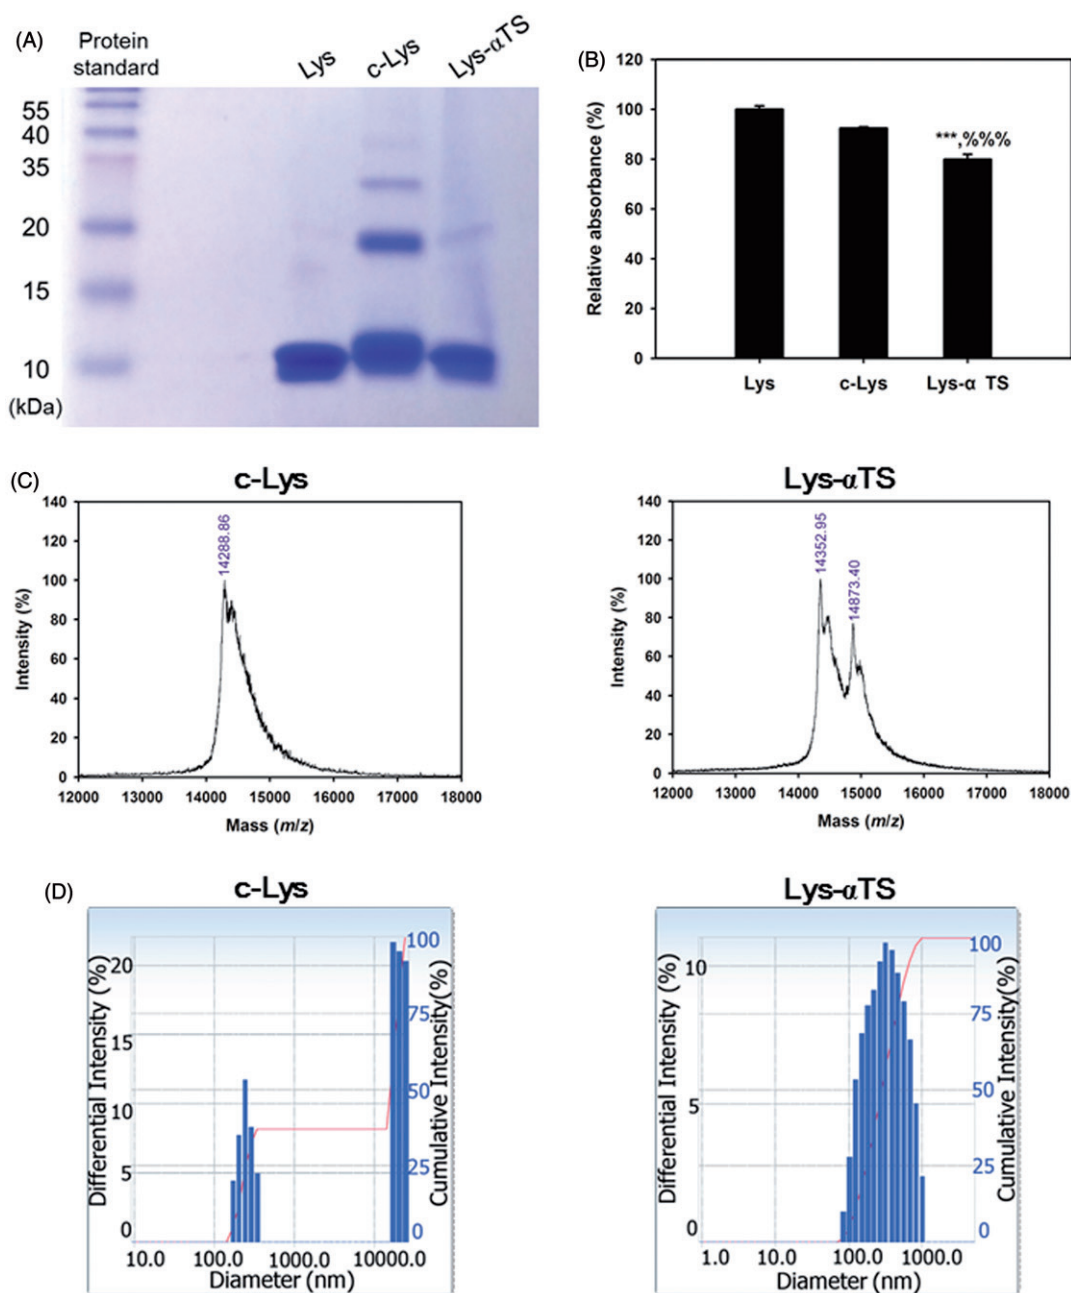 (A)
Protein
standard
Lys
c-Lys
Lys-αTS
55
40
35
20
15
10
(kDa)
(B)
Relative absorbance (%)
120
100
80
60
40
20
0
***,%%%
Lys
c-Lys
Lys-α TS
(C)
c-Lys
Intensity (%)
140
120
100
80
60
40
20
0
14288.86
12000 13000 14000 15000 16000 17000 18000
Mass (m/z)
Lys-αTS
Intensity (%)
140
120
100
80
60
40
20
0
14352.95
14873.40
12000 13000 14000 15000 16000 17000 18000
Mass (m/z)
(D)
c-Lys
Differential Intensity (%)
20
15
10
5
0
Cumulative Intensity(%)
100
75
50
25
0
10.0 100.0 1000.0 10000.0
Diameter (nm)
Lys-αTS
Differential Intensity (%)
10
5
0
Cumulative Intensity(%)
100
75
50
25
0
1.0 100.0 1000.0
Diameter (nm)